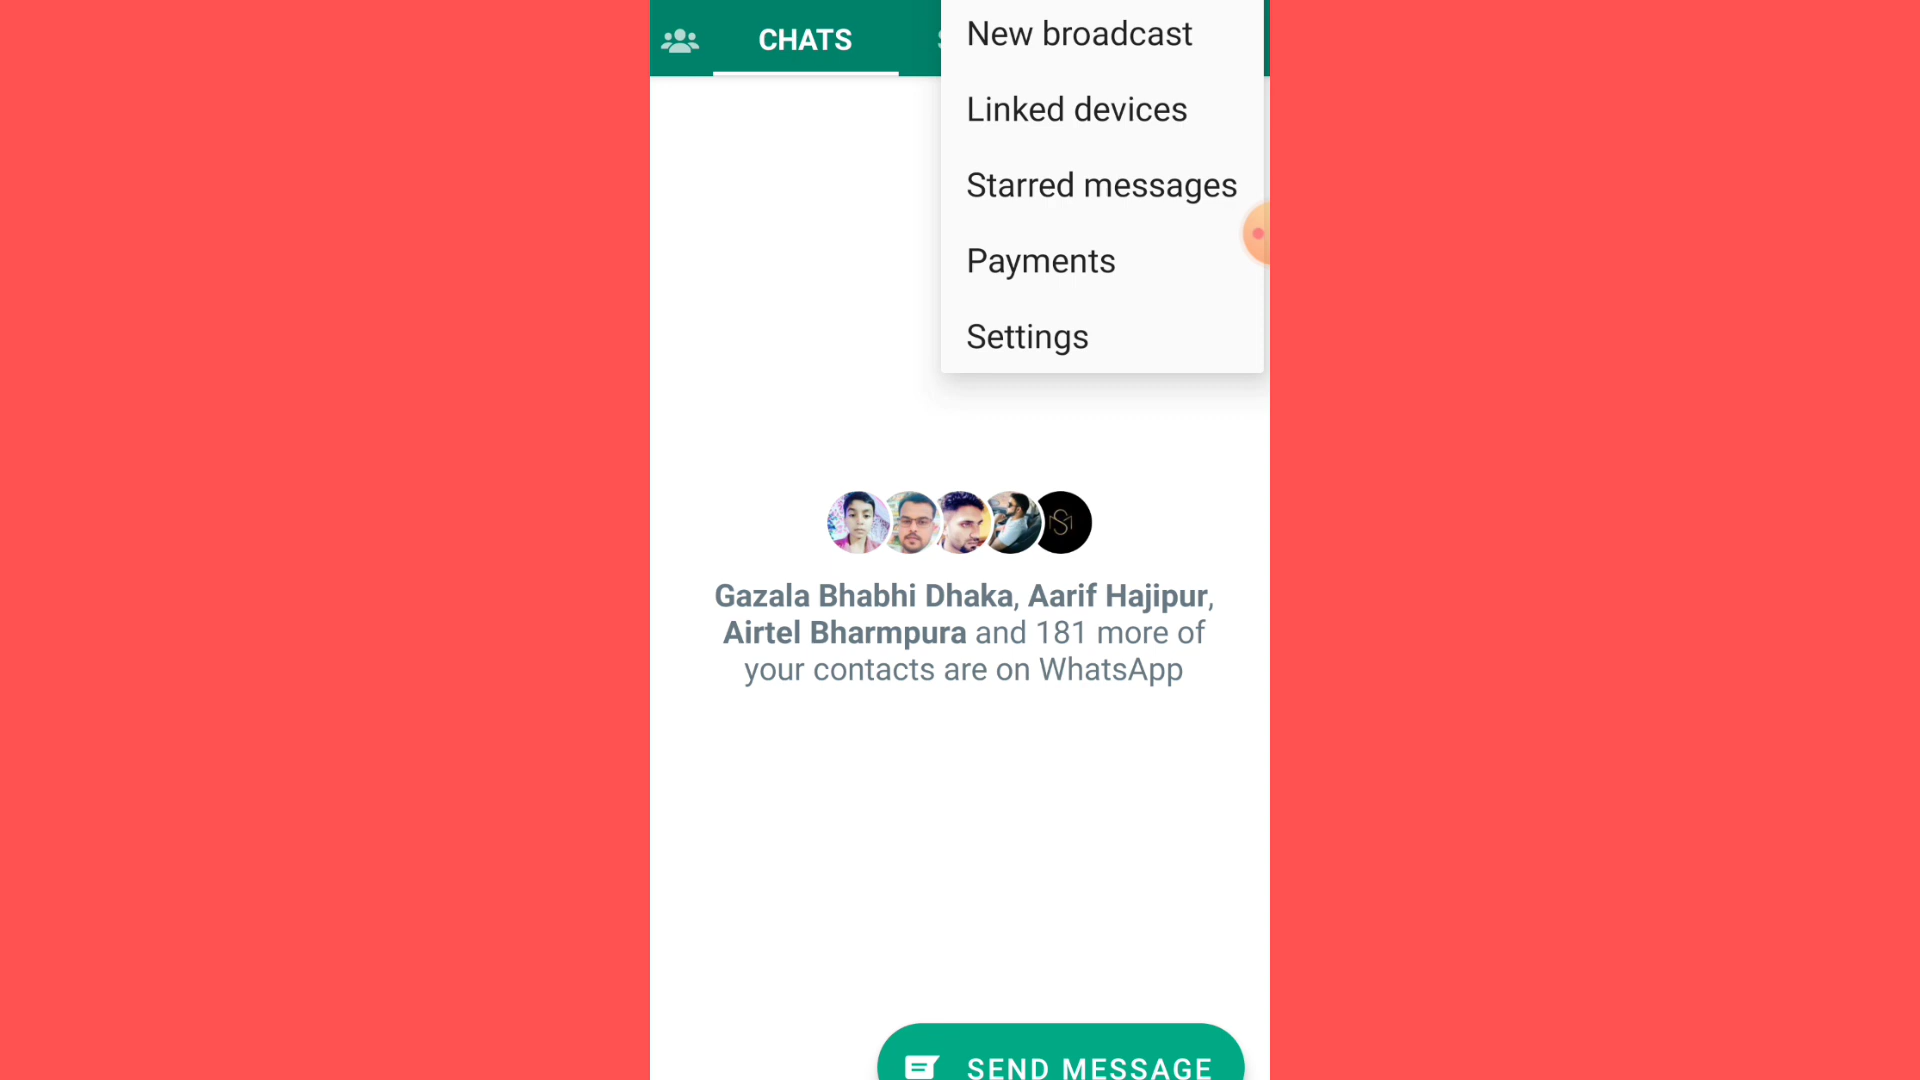 CHATS
New broadcast
Linked devices
Starred messages
Payments
Settings
Gazala Bhabhi Dhaka, Aarif Hajipur,
Airtel Bharmpura and 181 more of
your contacts are on WhatsApp
SEND MESSAGE